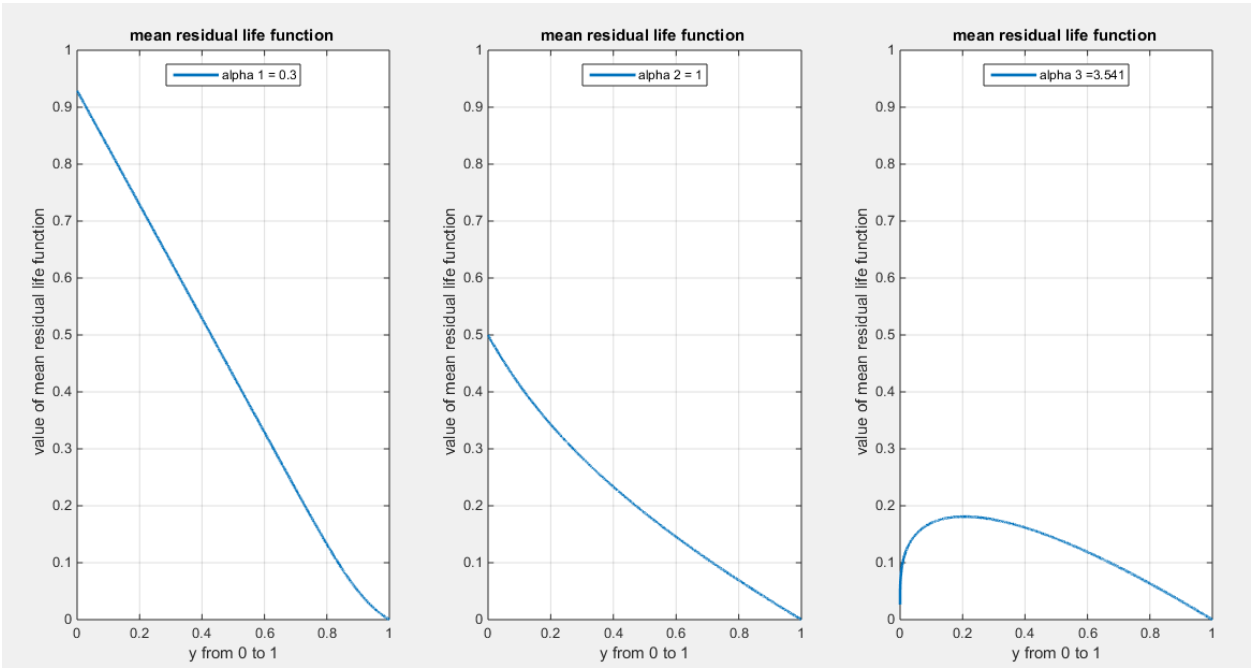 mean residual life function
alpha 1 = 0.3
value of mean residual life function
1
0.9
0.8
0.7
0.6
0.5
0.4
0.3
0.2
0.1
0
0 0.2 0.4 0.6 0.8 1
y from 0 to 1
mean residual life function
alpha 2 = 1
value of mean residual life function
1
0.9
0.8
0.7
0.6
0.5
0.4
0.3
0.2
0.1
0
0 0.2 0.4 0.6 0.8 1
y from 0 to 1
mean residual life function
alpha 3 =3.541
value of mean residual life function
1
0.9
0.8
0.7
0.6
0.5
0.4
0.3
0.2
0.1
0
0 0.2 0.4 0.6 0.8 1
y from 0 to 1